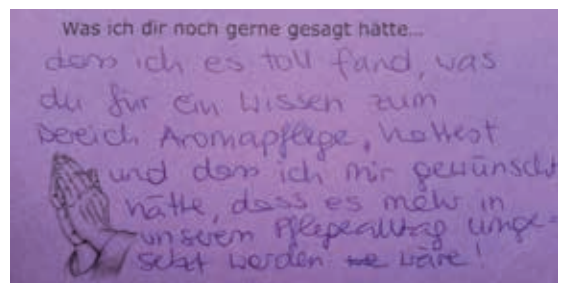 Was ich dir noch gerne gesagt hätte...
dass ich es toll fand, was
du für ein Wissen zum
Bereich Aromapflege, hattest
und dass ich mir gewünscht
hätte, dass es mehr in
unserem Pflegealltag umge-
setzt worden wäre!